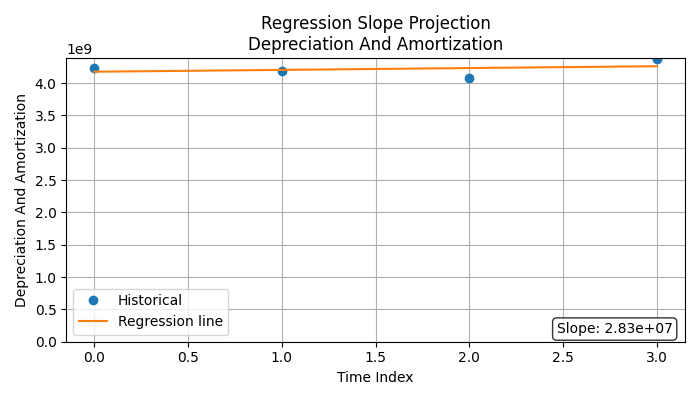 Regression Slope Projection
Depreciation And Amortization
1e9
Depreciation And Amortization
4.0
3.5
3.0
2.5
2.0
1.5
1.0
0.5
0.0
Historical
Regression line
Slope: 2.83e+07
0.0
0.5
1.0
1.5
2.0
2.5
3.0
Time Index